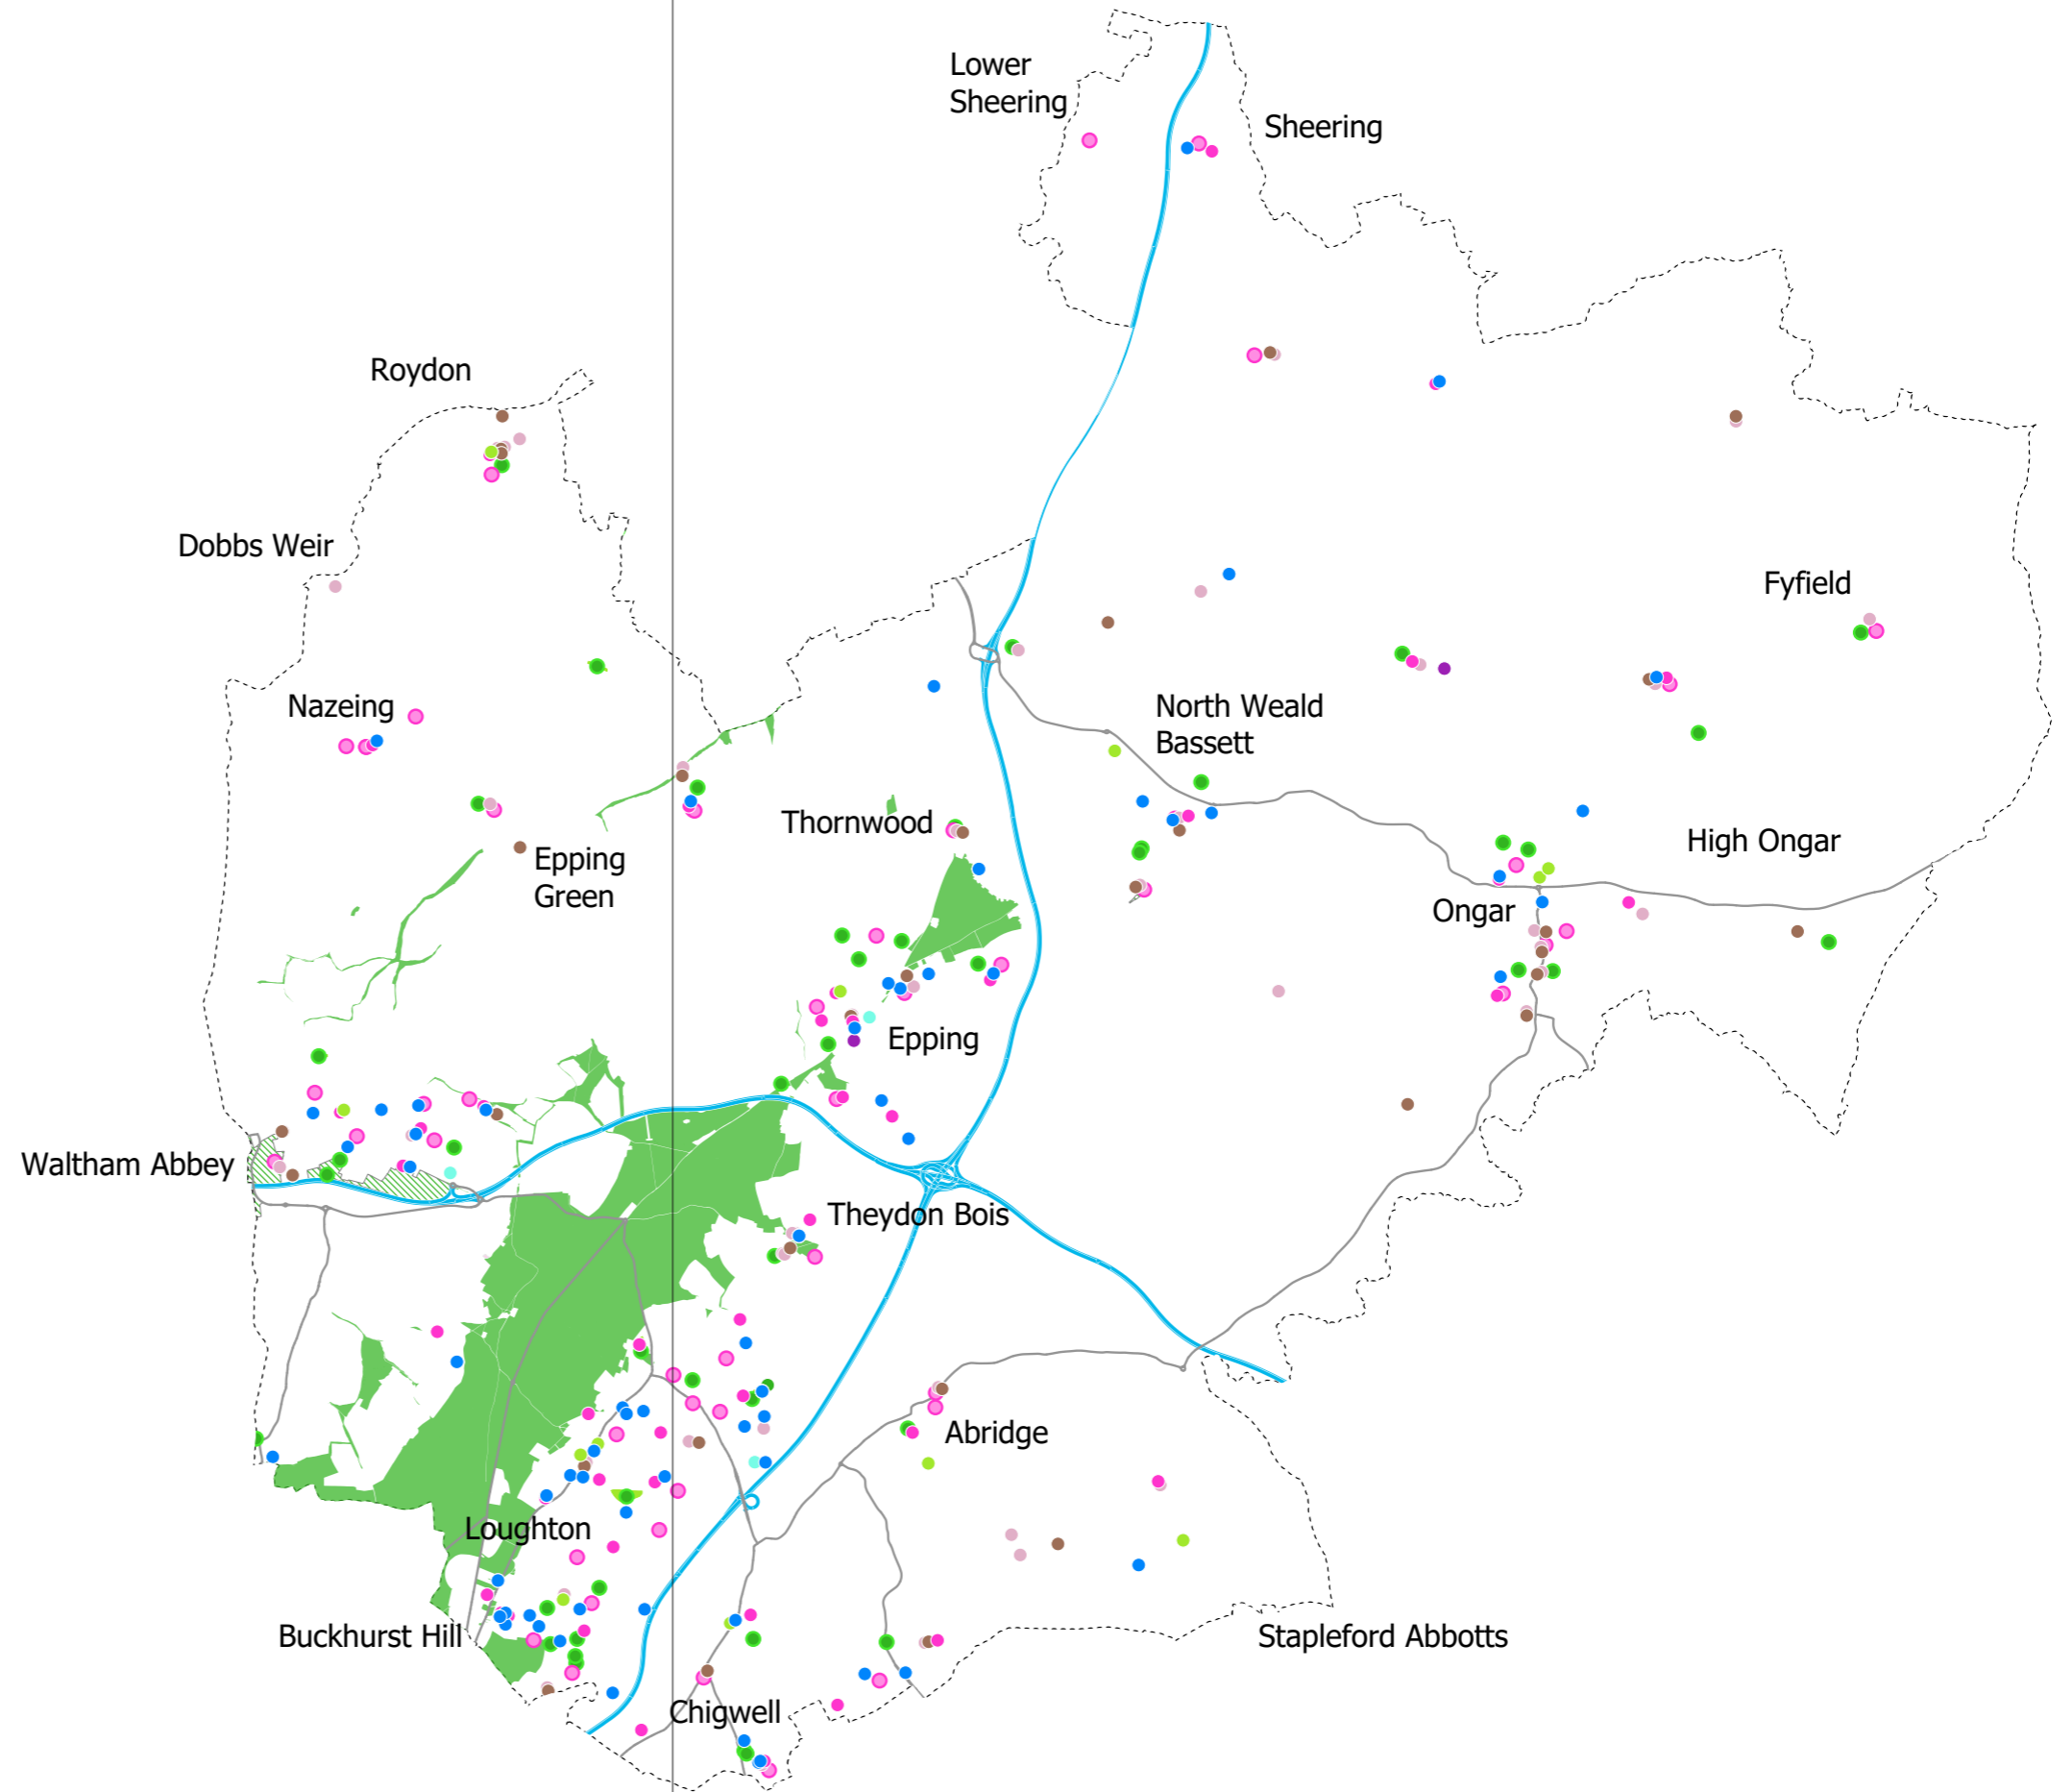 Lower
Sheering
Sheering
Roydon
Dobbs Weir
Fyfield
Nazeing
North Weald
Bassett
Thornwood
High Ongar
Epping
Green
Ongar
Epping
Waltham Abbey
Theydon Bois
Abridge
Loughton
Buckhurst Hill
Stapleford Abbotts
Chigwell